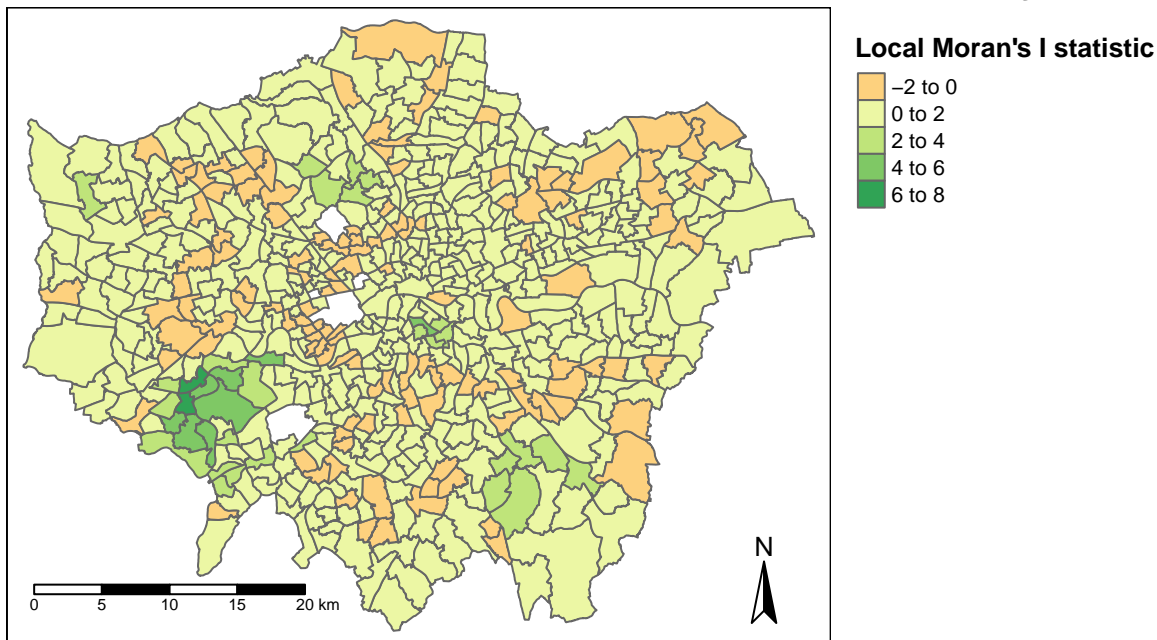 Local Moran's I statistic
−2 to 0
0 to 2
2 to 4
4 to 6
6 to 8
N
0 5 10 15 20 km